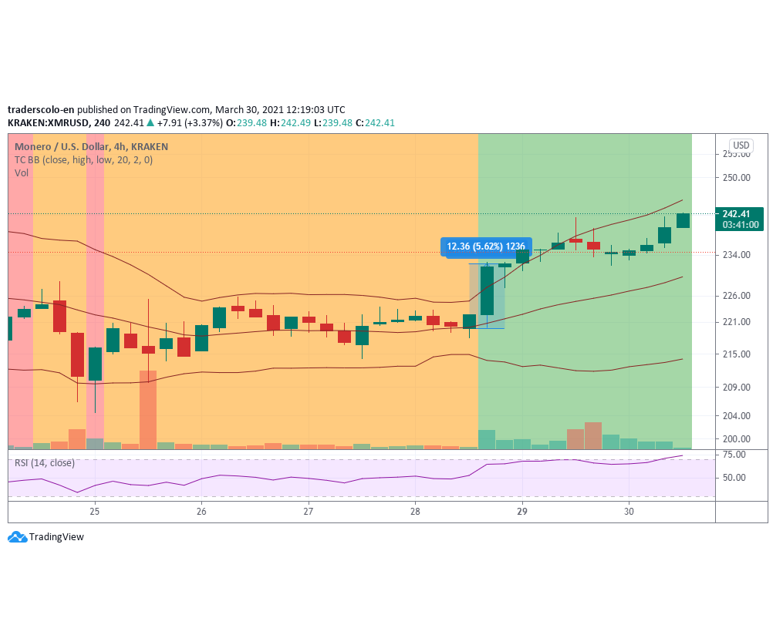 traderscolo-en published on TradingView.com, March 30, 2021 12:19:03 UTC
KRAKEN:XMRUSD, 240 242.41 ▲ +7.91 (+3.37%) O:239.48 H:242.49 L:239.48 C:242.41
Monero / U.S. Dollar, 4h, KRAKEN
USD
TC BB (close, high, low, 20, 2, 0)
255.00
Vol
250.00
242.41
03:41:00
12.36 (5.62%) 1236
234.00
226.00
221.00
215.00
209.00
204.00
200.00
RSI (14, close)
75.00
50.00
25 26 27 28 29 30
TradingView